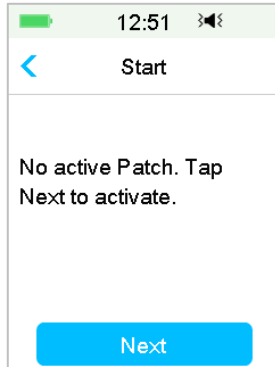 12:51
Start
No active Patch. Tap
Next to activate.
Next